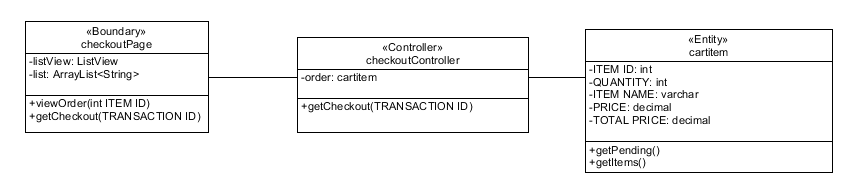 «Boundary»
checkoutPage
-listView: ListView
-list: ArrayList<String>
+viewOrder(int ITEM ID)
+getCheckout(TRANSACTION ID)
«Controller»
checkoutController
-order: cartitem
+getCheckout(TRANSACTION ID)
«Entity»
cartitem
-ITEM ID: int
-QUANTITY: int
-ITEM NAME: varchar
-PRICE: decimal
-TOTAL PRICE: decimal
+getPending()
+getItems()